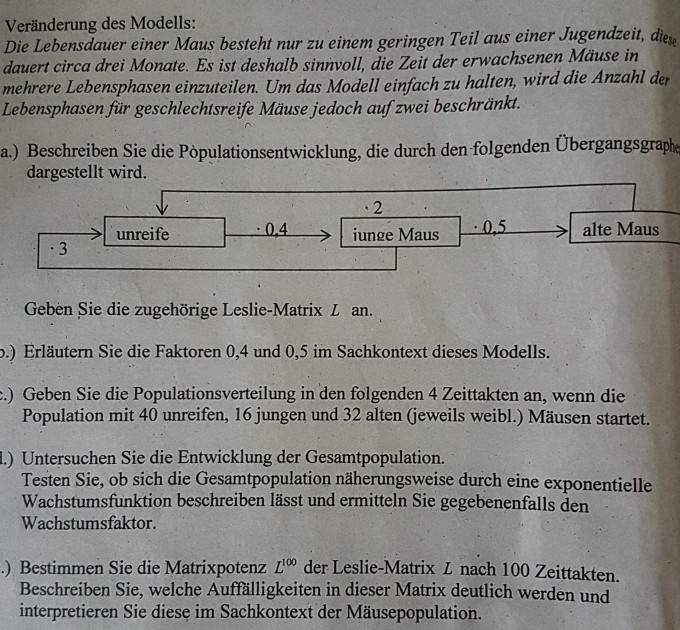 Veränderung des Modells:
Die Lebensdauer einer Maus besteht nur zu einem geringen Teil aus einer Jugendzeit, diese
dauert circa drei Monate. Es ist deshalb sinnvoll, die Zeit der erwachsenen Mäuse in
mehrere Lebensphasen einzuteilen. Um das Modell einfach zu halten, wird die Anzahl der
Lebensphasen für geschlechtsreife Mäuse jedoch auf zwei beschränkt.
a.) Beschreiben Sie die Populationsentwicklung, die durch den folgenden Übergangsgraphe
dargestellt wird.
· 2
unreife · 0,4 junge Maus · 0,5 alte Maus
· 3
Geben Sie die zugehörige Leslie-Matrix L an.
b.) Erläutern Sie die Faktoren 0,4 und 0,5 im Sachkontext dieses Modells.
c.) Geben Sie die Populationsverteilung in den folgenden 4 Zeittakten an, wenn die
Population mit 40 unreifen, 16 jungen und 32 alten (jeweils weibl.) Mäusen startet.
.) Untersuchen Sie die Entwicklung der Gesamtpopulation.
Testen Sie, ob sich die Gesamtpopulation näherungsweise durch eine exponentielle
Wachstumsfunktion beschreiben lässt und ermitteln Sie gegebenenfalls den
Wachstumsfaktor.
.) Bestimmen Sie die Matrixpotenz L¹⁰⁰ der Leslie-Matrix L nach 100 Zeittakten.
Beschreiben Sie, welche Auffälligkeiten in dieser Matrix deutlich werden und
interpretieren Sie diese im Sachkontext der Mäusepopulation.